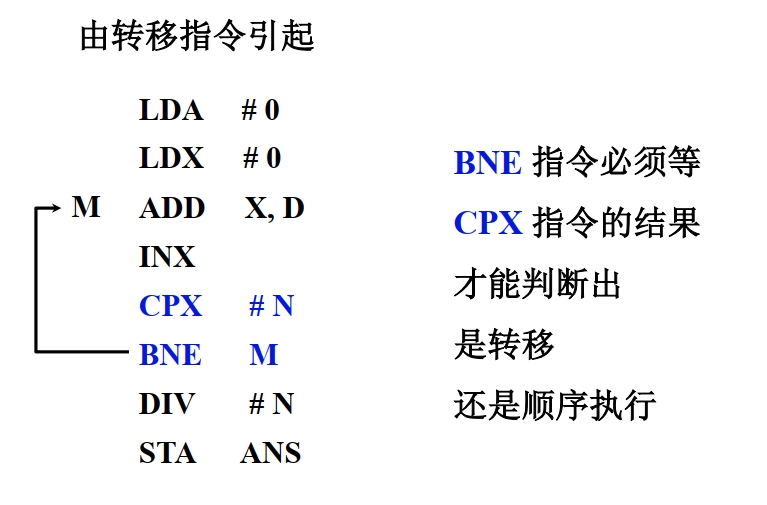 由转移指令引起
LDA # 0
LDX # 0
M ADD X, D
INX
CPX # N
BNE M
DIV # N
STA ANS
BNE 指令必须等
CPX 指令的结果
才能判断出
是转移
还是顺序执行